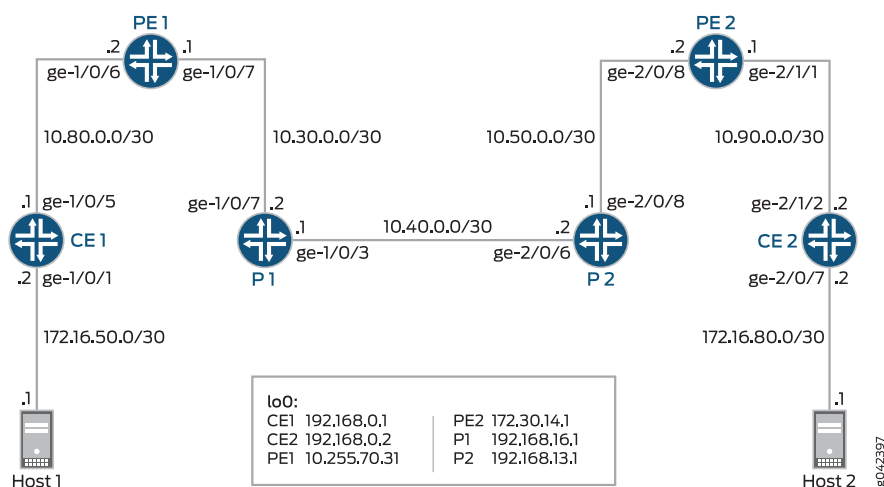 PE 1
PE 2
.2 .1
.2 .1
ge-1/0/6 ge-1/0/7
ge-2/0/8 ge-2/1/1
10.80.0.0/30
10.30.0.0/30
10.50.0.0/30
10.90.0.0/30
.1 ge-1/0/5
ge-1/0/7 .2
.1 ge-2/0/8
ge-2/1/2 .2
CE 1
.1
10.40.0.0/30
.2
CE 2
ge-1/0/3
ge-2/0/6
.2 ge-1/0/1
P 1
P 2
ge-2/0/7 .2
172.16.50.0/30
172.16.80.0/30
.1
.1
lo0:
CE1 192.168.0.1
PE2 172.30.14.1
CE2 192.168.0.2
P1 192.168.16.1
PE1 10.255.70.31
P2 192.168.13.1
Host 1
Host 2
g042397